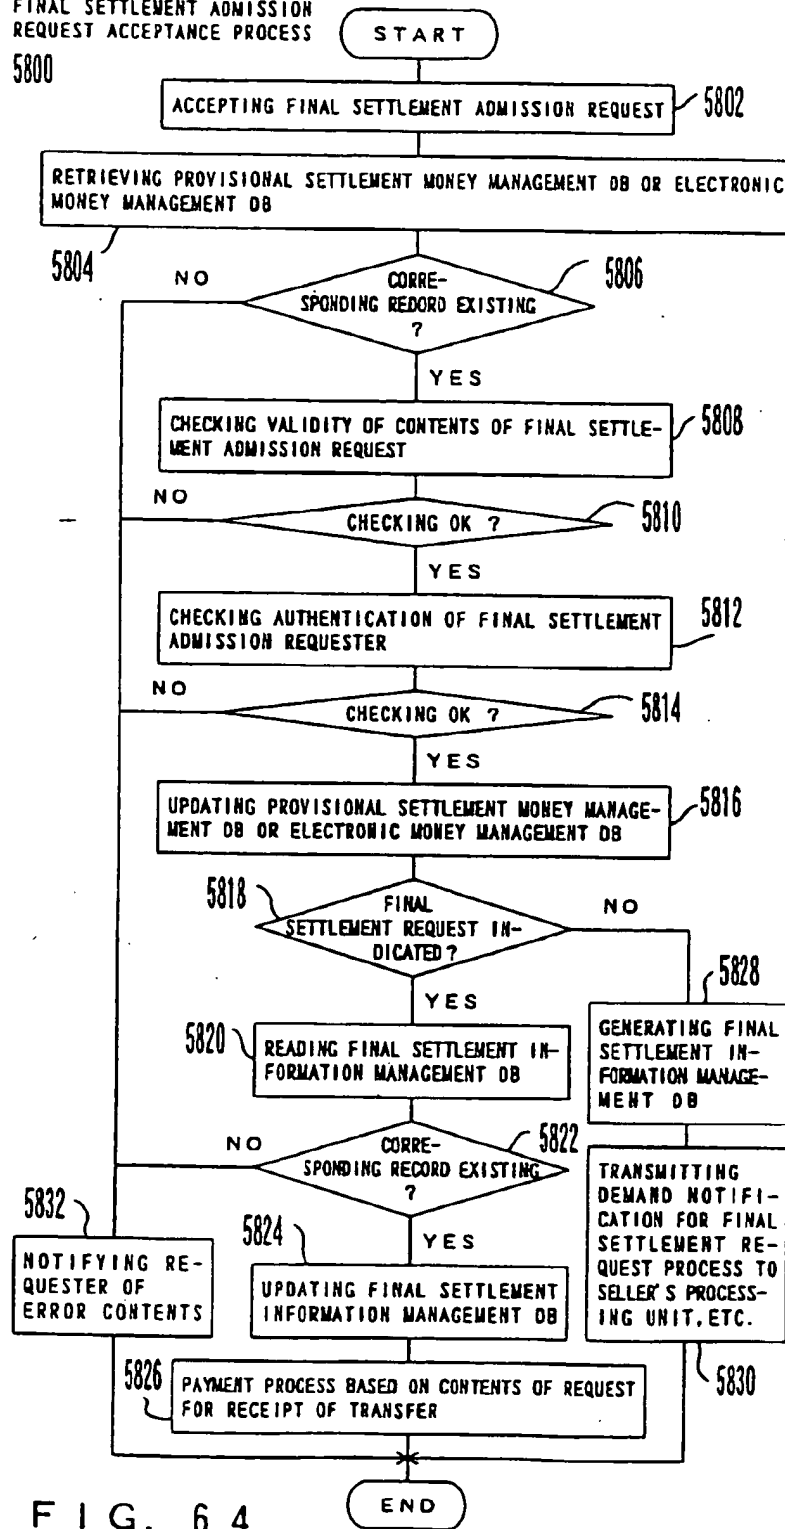 FINAL SETTLEMENT ADMISSION
REQUEST ACCEPTANCE PROCESS
5800
START
ACCEPTING FINAL SETTLEMENT ADMISSION REQUEST
5802
RETRIEVING PROVISIONAL SETTLEMENT MONEY MANAGEMENT DB OR ELECTRONIC
MONEY MANAGEMENT DB
5804
NO
CORRE-
SPONDING REDORD EXISTING
?
5806
YES
CHECKING VALIDITY OF CONTENTS OF FINAL SETTLE-
MENT ADMISSION REQUEST
5808
NO
CHECKING OK ?
5810
YES
CHECKING AUTHENTICATION OF FINAL SETTLEMENT
ADMISSION REQUESTER
5812
NO
CHECKING OK ?
5814
YES
UPDATING PROVISIONAL SETTLEMENT MONEY MANAGE-
MENT DB OR ELECTRONIC MONEY MANAGEMENT DB
5816
5818
FINAL
SETTLEMENT REQUEST IN-
DICATED ?
NO
YES
5828
5820
READING FINAL SETTLEMENT IN-
FORMATION MANAGEMENT DB
GENERATING FINAL
SETTLEMENT IN-
FORMATION MANAGE-
MENT DB
NO
CORRE-
SPONDING RECORD EXISTING
?
5822
YES
5832
NOTIFYING RE-
QUESTER OF
ERROR CONTENTS
5824
UPDATING FINAL SETTLEMENT
INFORMATION MANAGEMENT DB
TRANSMITTING
DEMAND NOTIFI-
CATION FOR FINAL
SETTLEMENT RE-
QUEST PROCESS TO
SELLER'S PROCESS-
ING UNIT, ETC.
5830
5826
PAYMENT PROCESS BASED ON CONTENTS OF REQUEST
FOR RECEIPT OF TRANSFER
END
FIG. 64